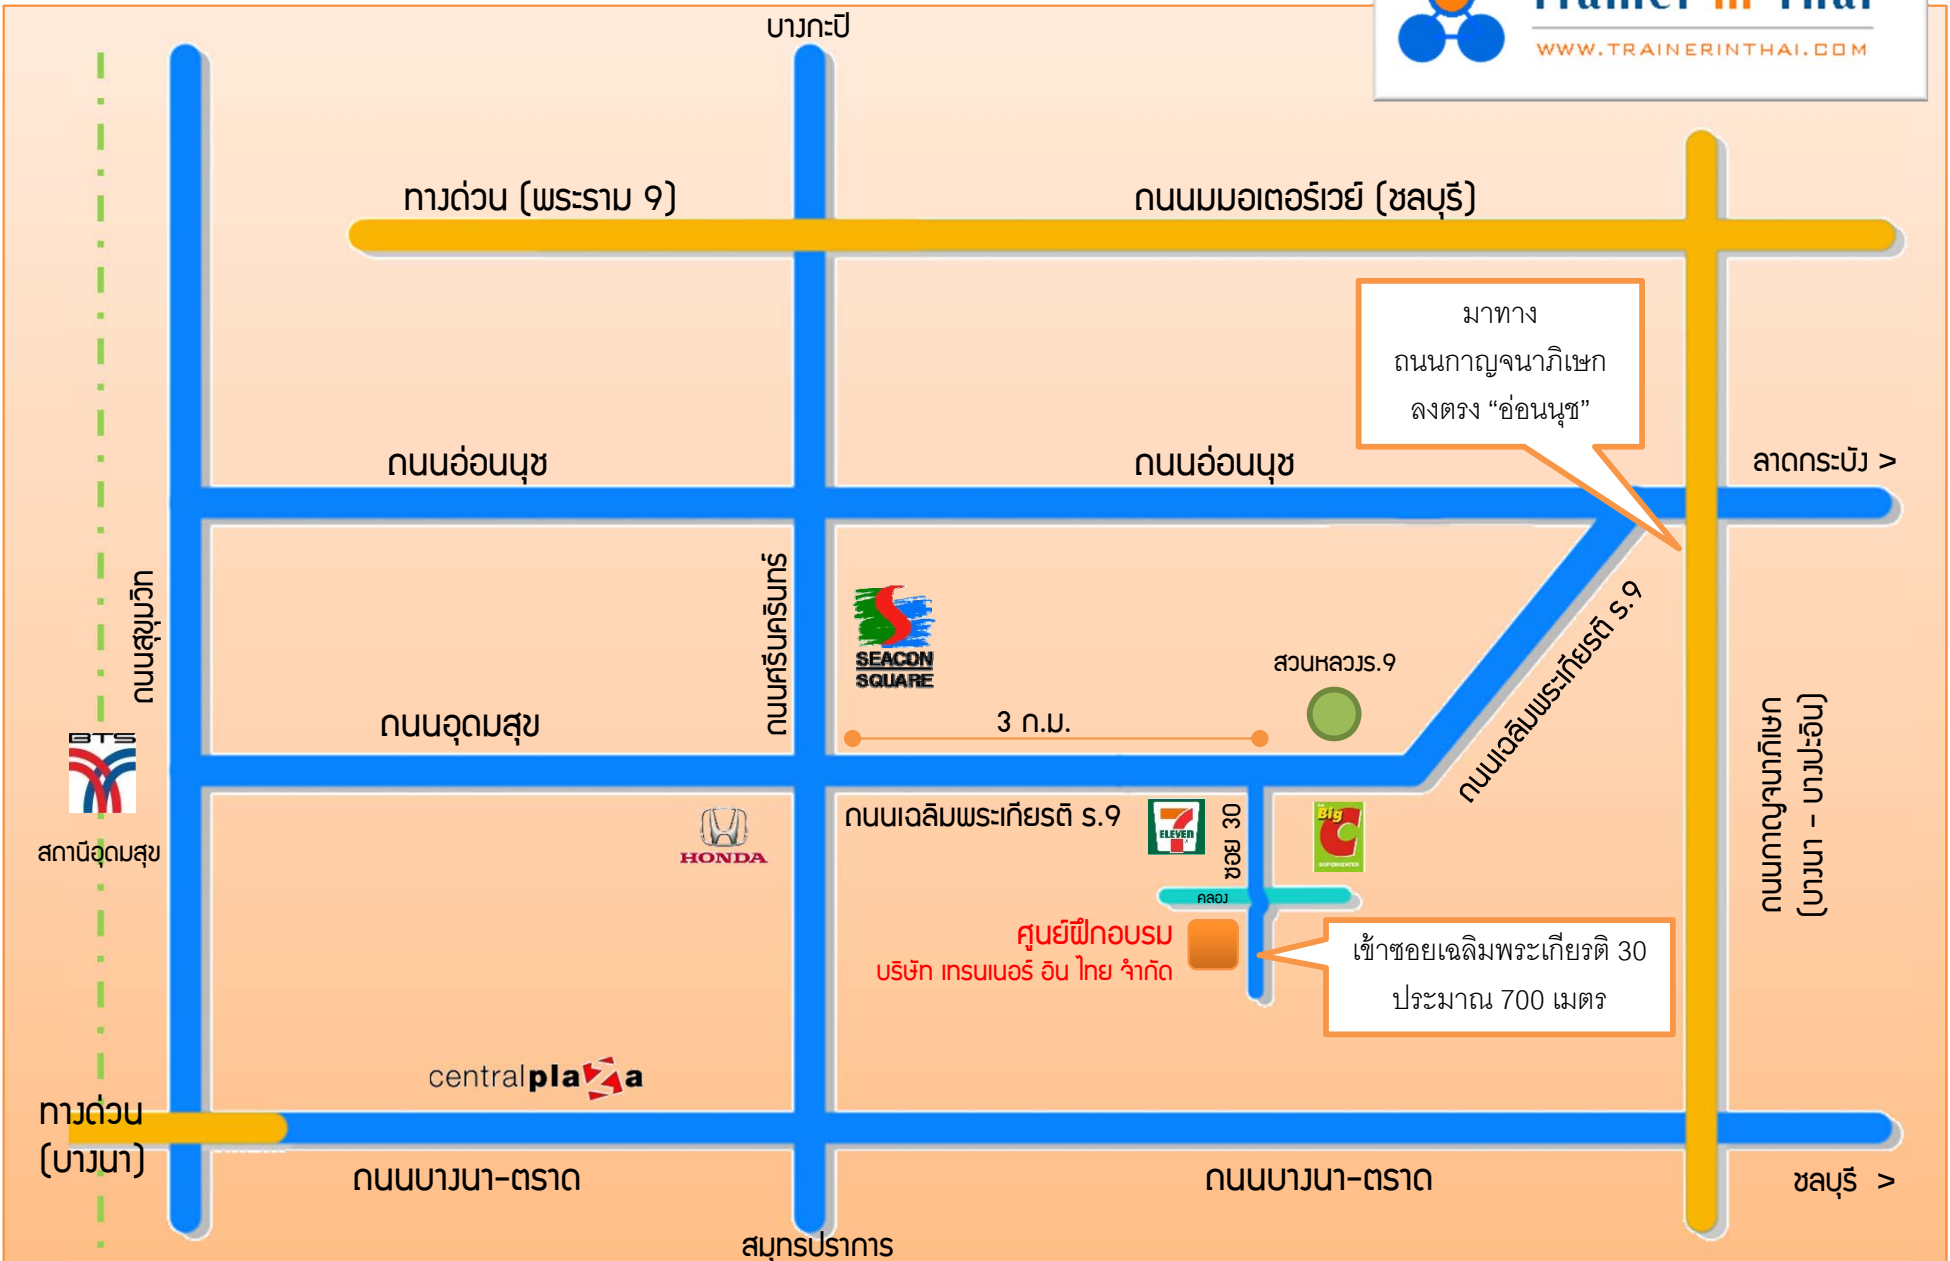 Trainer in Thai
WWW.TRAINERINTHAI.COM
บางกะปิ
ทางด่วน (พระราม 9)
ถนนมมอเตอร์เวย์ (ชลบุรี)
มาทาง
ถนนกาญจนาภิเษก
ลงตรง “อ่อนนุช”
ถนนอ่อนนุช
ถนนอ่อนนุช
ลาดกระบัง >
ถนนสุขุมวิท
ถนนศรีนครินทร์
SEACON
SQUARE
สวนหลวงร.9
ถนนเฉลิมพระเกียรติ ร.9
ถนนอุดมสุข
3 ก.ม.
BTS
สถานีอุดมสุข
HONDA
ถนนเฉลิมพระเกียรติ ร.9
7
ELEVEN
ซอย 30
Big
C
SUPERCENTER
ถนนกาญจนาภิเษก
(บางนา - บางปะอิน)
คลอง
ศูนย์ฝึกอบรม
บริษัท เทรนเนอร์ อิน ไทย จำกัด
เข้าซอยเฉลิมพระเกียรติ 30
ประมาณ 700 เมตร
centralplaza
ทางด่วน
(บางนา)
ถนนบางนา-ตราด
ถนนบางนา-ตราด
ชลบุรี >
สมุทรปราการ